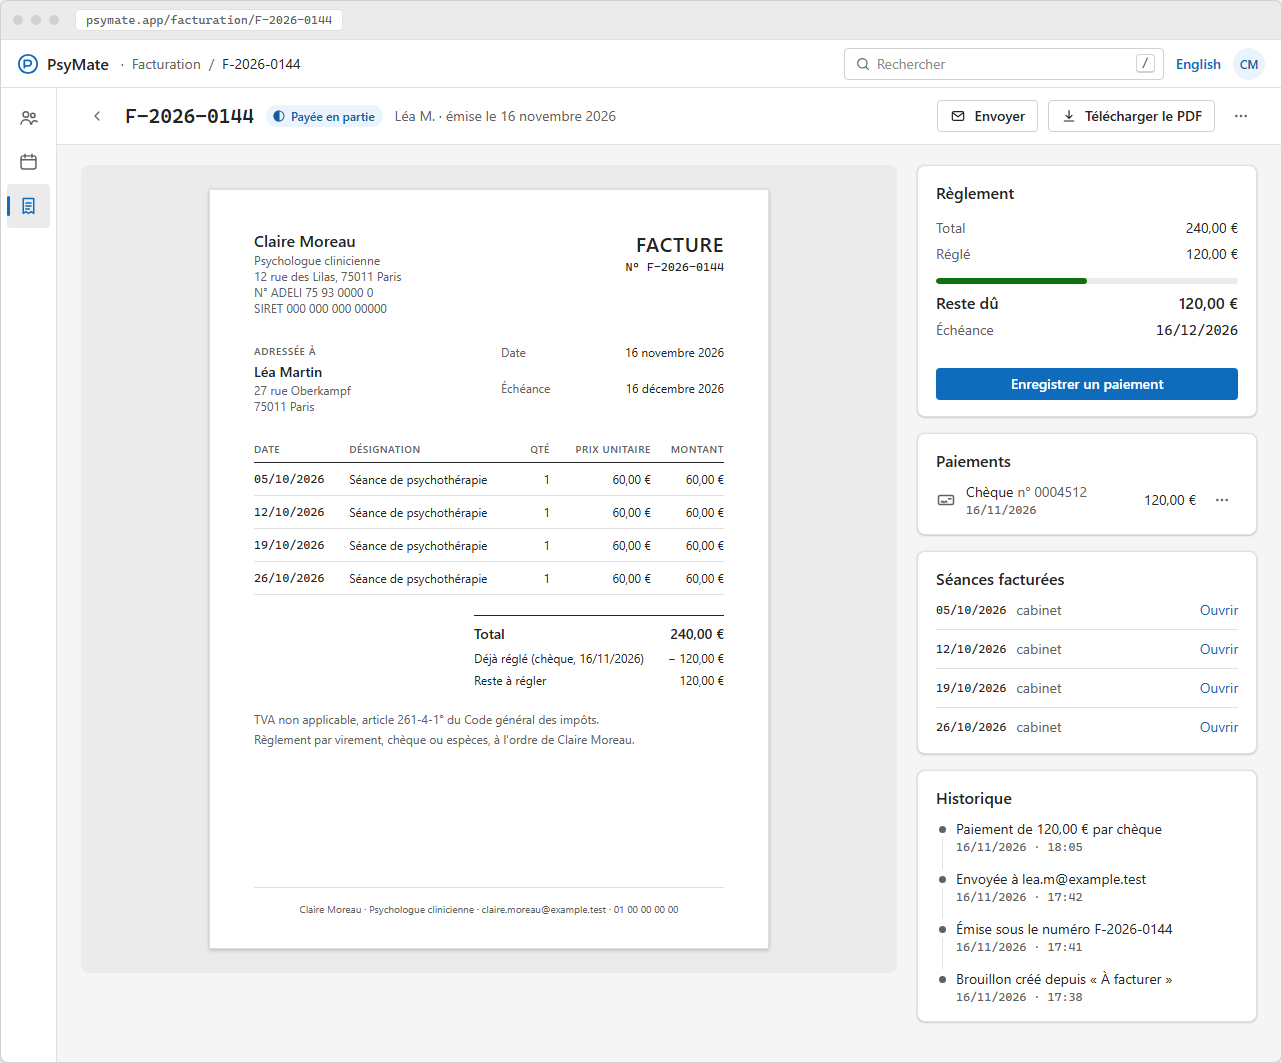 psymate.app/facturation/F-2026-0144
PsyMate · Facturation / F-2026-0144
Rechercher /
English CM
F-2026-0144 Payée en partie Léa M. · émise le 16 novembre 2026
Envoyer Télécharger le PDF
Claire Moreau
Psychologue clinicienne
12 rue des Lilas, 75011 Paris
N° ADELI 75 93 0000 0
SIRET 000 000 000 00000
FACTURE
N° F-2026-0144
ADRESSÉE À
Léa Martin
27 rue Oberkampf
75011 Paris
Date 16 novembre 2026
Échéance 16 décembre 2026
DATE DÉSIGNATION QTÉ PRIX UNITAIRE MONTANT
05/10/2026 Séance de psychothérapie 1 60,00 € 60,00 €
12/10/2026 Séance de psychothérapie 1 60,00 € 60,00 €
19/10/2026 Séance de psychothérapie 1 60,00 € 60,00 €
26/10/2026 Séance de psychothérapie 1 60,00 € 60,00 €
Total 240,00 €
Déjà réglé (chèque, 16/11/2026) − 120,00 €
Reste à régler 120,00 €
TVA non applicable, article 261-4-1° du Code général des impôts.
Règlement par virement, chèque ou espèces, à l'ordre de Claire Moreau.
Claire Moreau · Psychologue clinicienne · claire.moreau@example.test · 01 00 00 00 00
Règlement
Total 240,00 €
Réglé 120,00 €
Reste dû 120,00 €
Échéance 16/12/2026
Enregistrer un paiement
Paiements
Chèque n° 0004512
16/11/2026
120,00 €
Séances facturées
05/10/2026 cabinet Ouvrir
12/10/2026 cabinet Ouvrir
19/10/2026 cabinet Ouvrir
26/10/2026 cabinet Ouvrir
Historique
Paiement de 120,00 € par chèque
16/11/2026 · 18:05
Envoyée à lea.m@example.test
16/11/2026 · 17:42
Émise sous le numéro F-2026-0144
16/11/2026 · 17:41
Brouillon créé depuis « À facturer »
16/11/2026 · 17:38